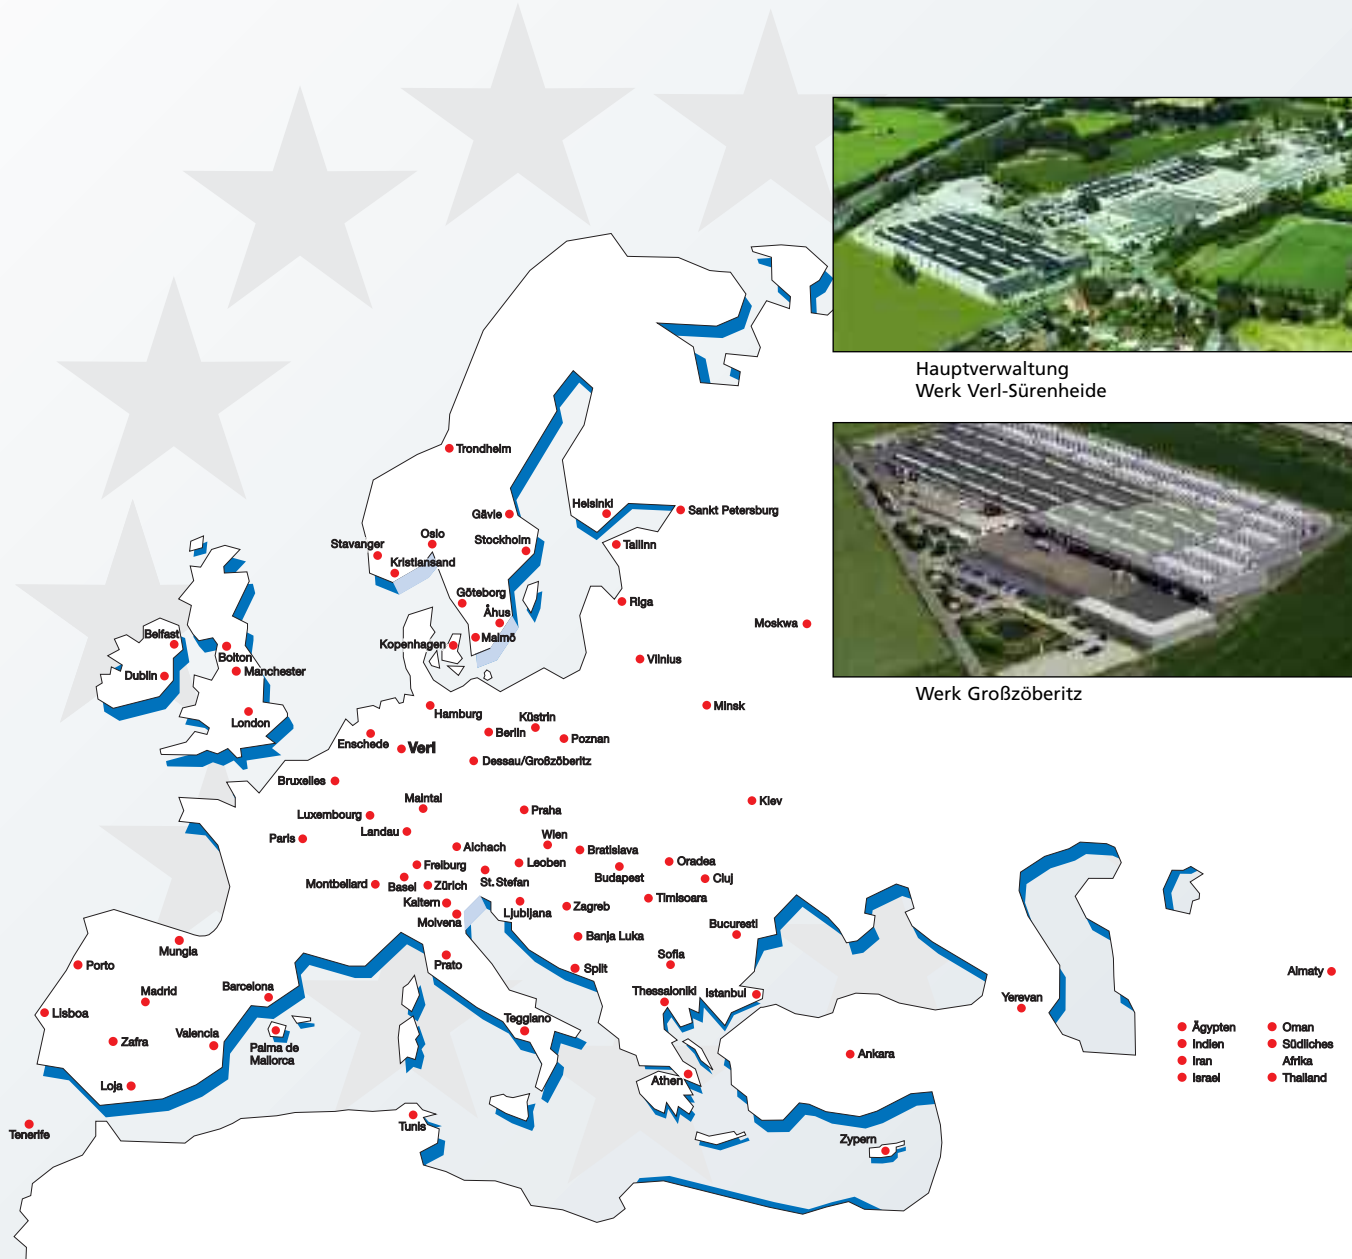 Hauptverwaltung
Werk Verl-Sürenheide
Werk Großzöberitz
Trondheim
Gävle
Helsinki
Sankt Petersburg
Stavanger
Oslo
Stockholm
Tallinn
Kristiansand
Göteborg
Åhus
Riga
Moskwa
Belfast
Bolton
Kopenhagen
Malmö
Vilnius
Dublin
Manchester
London
Hamburg
Küstrin
Minsk
Enschede
Verl
Berlin
Poznan
Dessau/Großzöberitz
Bruxelles
Maintal
Kiev
Luxembourg
Praha
Paris
Landau
Wien
Aichach
Bratislava
Freiburg
Leoben
Oradea
Montbeliard
Basel
Zürich
St. Stefan
Budapest
Cluj
Kaltern
Timisoara
Molvena
Ljubljana
Zagreb
Bucuresti
Mungia
Banja Luka
Porto
Prato
Split
Sofia
Almaty
Madrid
Barcelona
Thessaloniki
Istanbul
Yerevan
Lisboa
Valencia
Teggiano
Zafra
Palma de
Mallorca
Ankara
Loja
Athen
Tenerife
Tunis
Zypern
Ägypten
Indien
Iran
Israel
Oman
Südliches
Afrika
Thailand